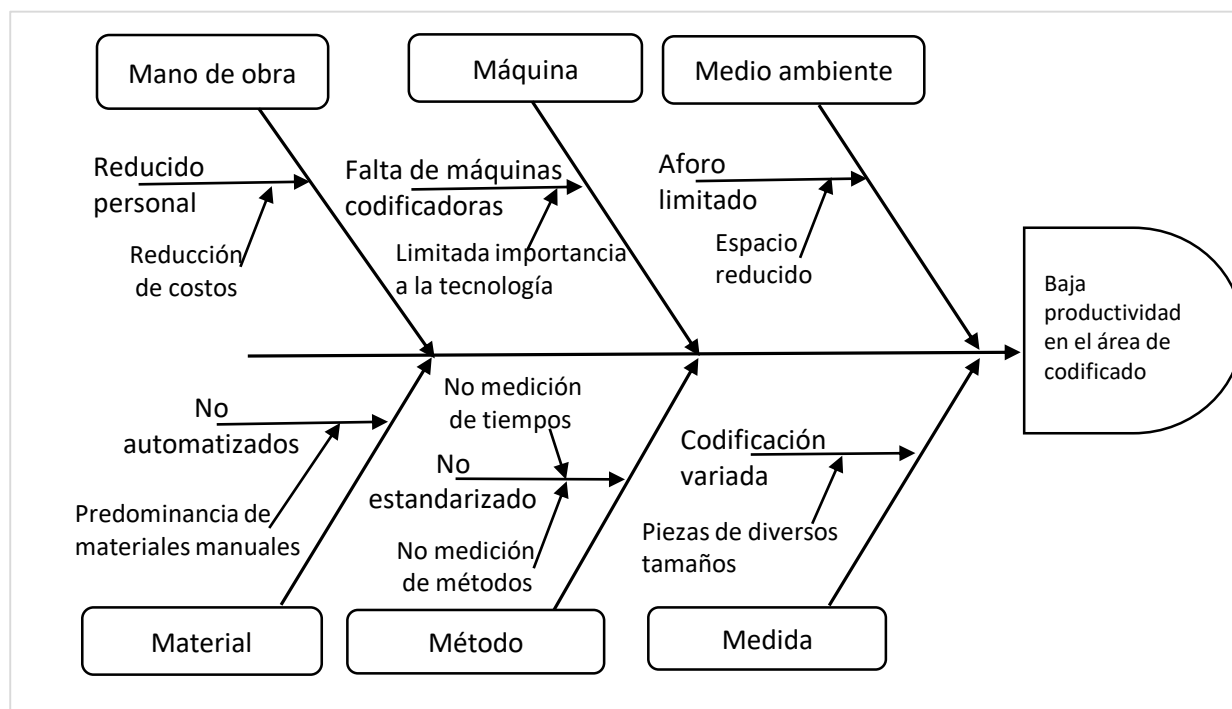 Mano de obra
Máquina
Medio ambiente
Reducido
personal
Reducción
de costos
Falta de máquinas
codificadoras
Limitada importancia
a la tecnología
Aforo
limitado
Espacio
reducido
Baja
productividad
en el área de
codificado
No
automatizados
Predominancia de
materiales manuales
No medición
de tiempos
No
estandarizado
No medición
de métodos
Codificación
variada
Piezas de diversos
tamaños
Material
Método
Medida